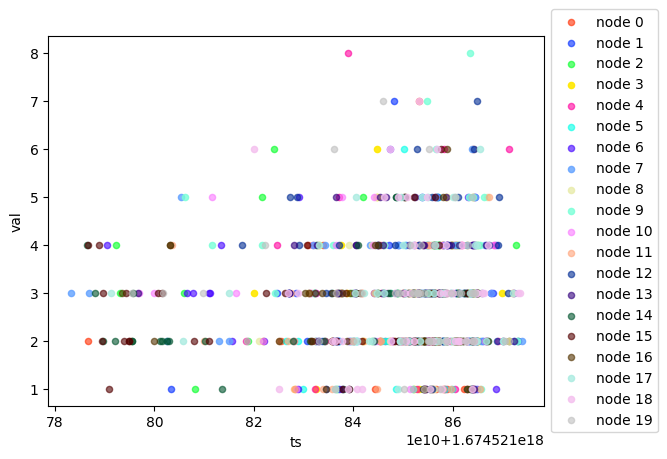 8
7
6
5
4
3
2
1
val
78
80
82
84
86
ts
1e10+1.674521e18
node 0
node 1
node 2
node 3
node 4
node 5
node 6
node 7
node 8
node 9
node 10
node 11
node 12
node 13
node 14
node 15
node 16
node 17
node 18
node 19